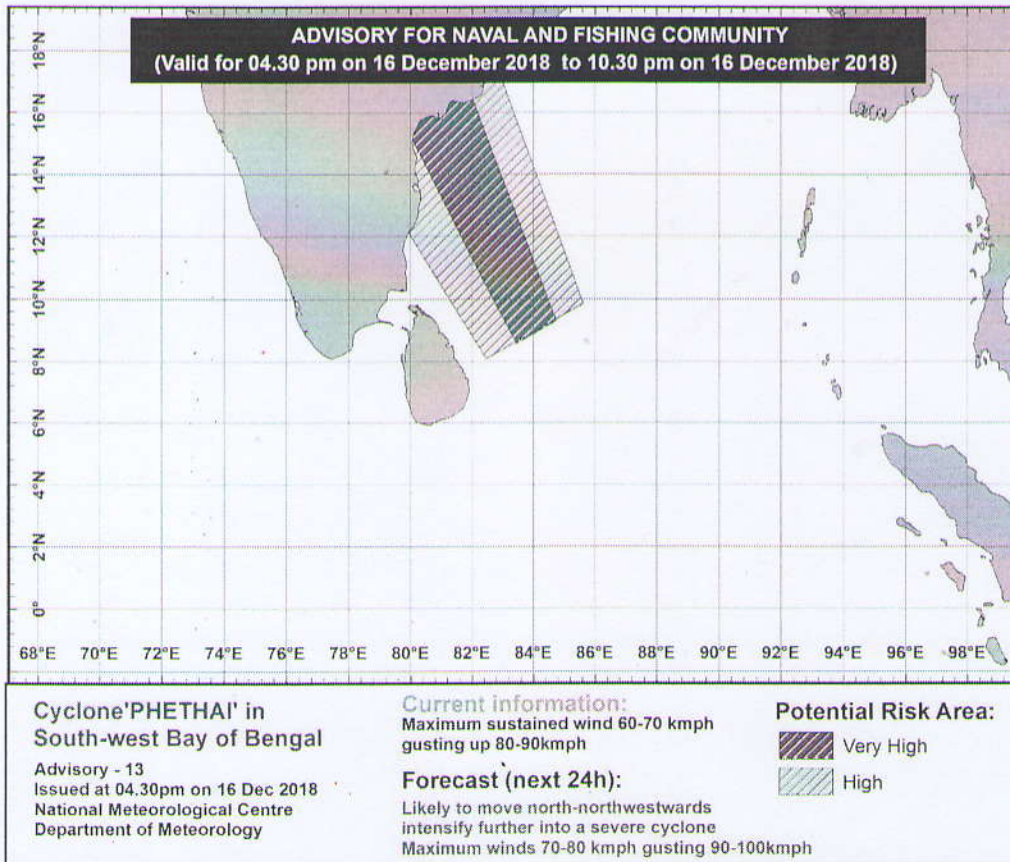 ADVISORY FOR NAVAL AND FISHING COMMUNITY
(Valid for 04.30 pm on 16 December 2018 to 10.30 pm on 16 December 2018)
18°N
16°N
14°N
12°N
10°N
8°N
6°N
4°N
2°N
0°
68°E 70°E 72°E 74°E 76°E 78°E 80°E 82°E 84°E 86°E 88°E 90°E 92°E 94°E 96°E 98°E
Cyclone'PHETHAI' in
South-west Bay of Bengal
Advisory - 13
Issued at 04.30pm on 16 Dec 2018
National Meteorological Centre
Department of Meteorology
Current information:
Maximum sustained wind 60-70 kmph
gusting up 80-90kmph
Forecast (next 24h):
Likely to move north-northwestwards
intensify further into a severe cyclone
Maximum winds 70-80 kmph gusting 90-100kmph
Potential Risk Area:
Very High
High